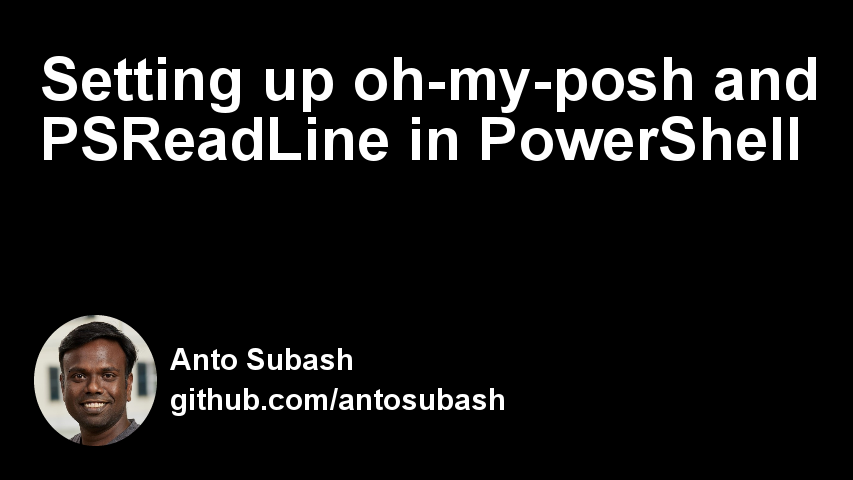 Setting up oh-my-posh and
PSReadLine in PowerShell
Anto Subash
github.com/antosubash